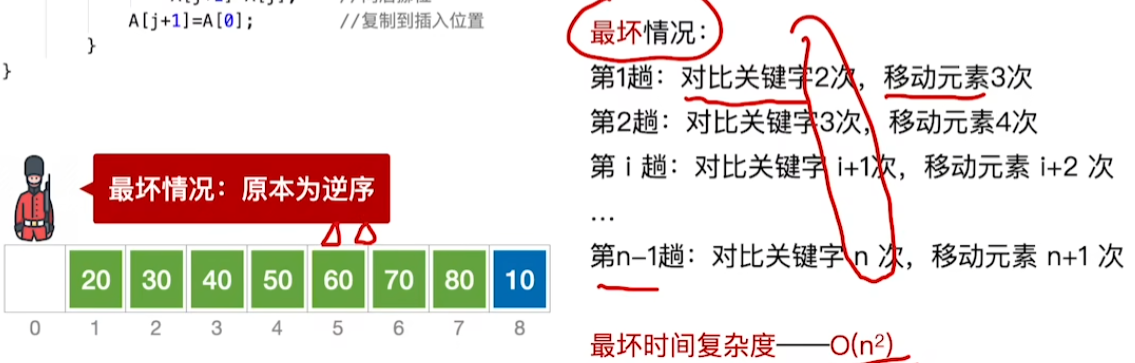 A[j+1]=A[0]; //复制到插入位置
}
}
最坏情况：原本为逆序
20 30 40 50 60 70 80 10
0 1 2 3 4 5 6 7 8
最坏情况：
第1趟：对比关键字2次，移动元素3次
第2趟：对比关键字3次，移动元素4次
第 i 趟：对比关键字 i+1次，移动元素 i+2 次
…
第n-1趟：对比关键字 n 次，移动元素 n+1 次
最坏时间复杂度——O(n²)